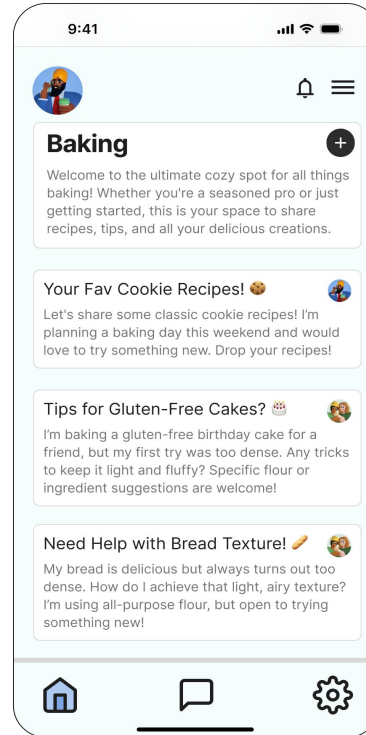 9:41
Baking
Welcome to the ultimate cozy spot for all things
baking! Whether you're a seasoned pro or just
getting started, this is your space to share
recipes, tips, and all your delicious creations.
Your Fav Cookie Recipes! 🍪
Let's share some classic cookie recipes! I'm
planning a baking day this weekend and would
love to try something new. Drop your recipes!
Tips for Gluten-Free Cakes? 🎂
I'm baking a gluten-free birthday cake for a
friend, but my first try was too dense. Any tricks
to keep it light and fluffy? Specific flour or
ingredient suggestions are welcome!
Need Help with Bread Texture! 🥖
My bread is delicious but always turns out too
dense. How do I achieve that light, airy texture?
I'm using all-purpose flour, but open to trying
something new!